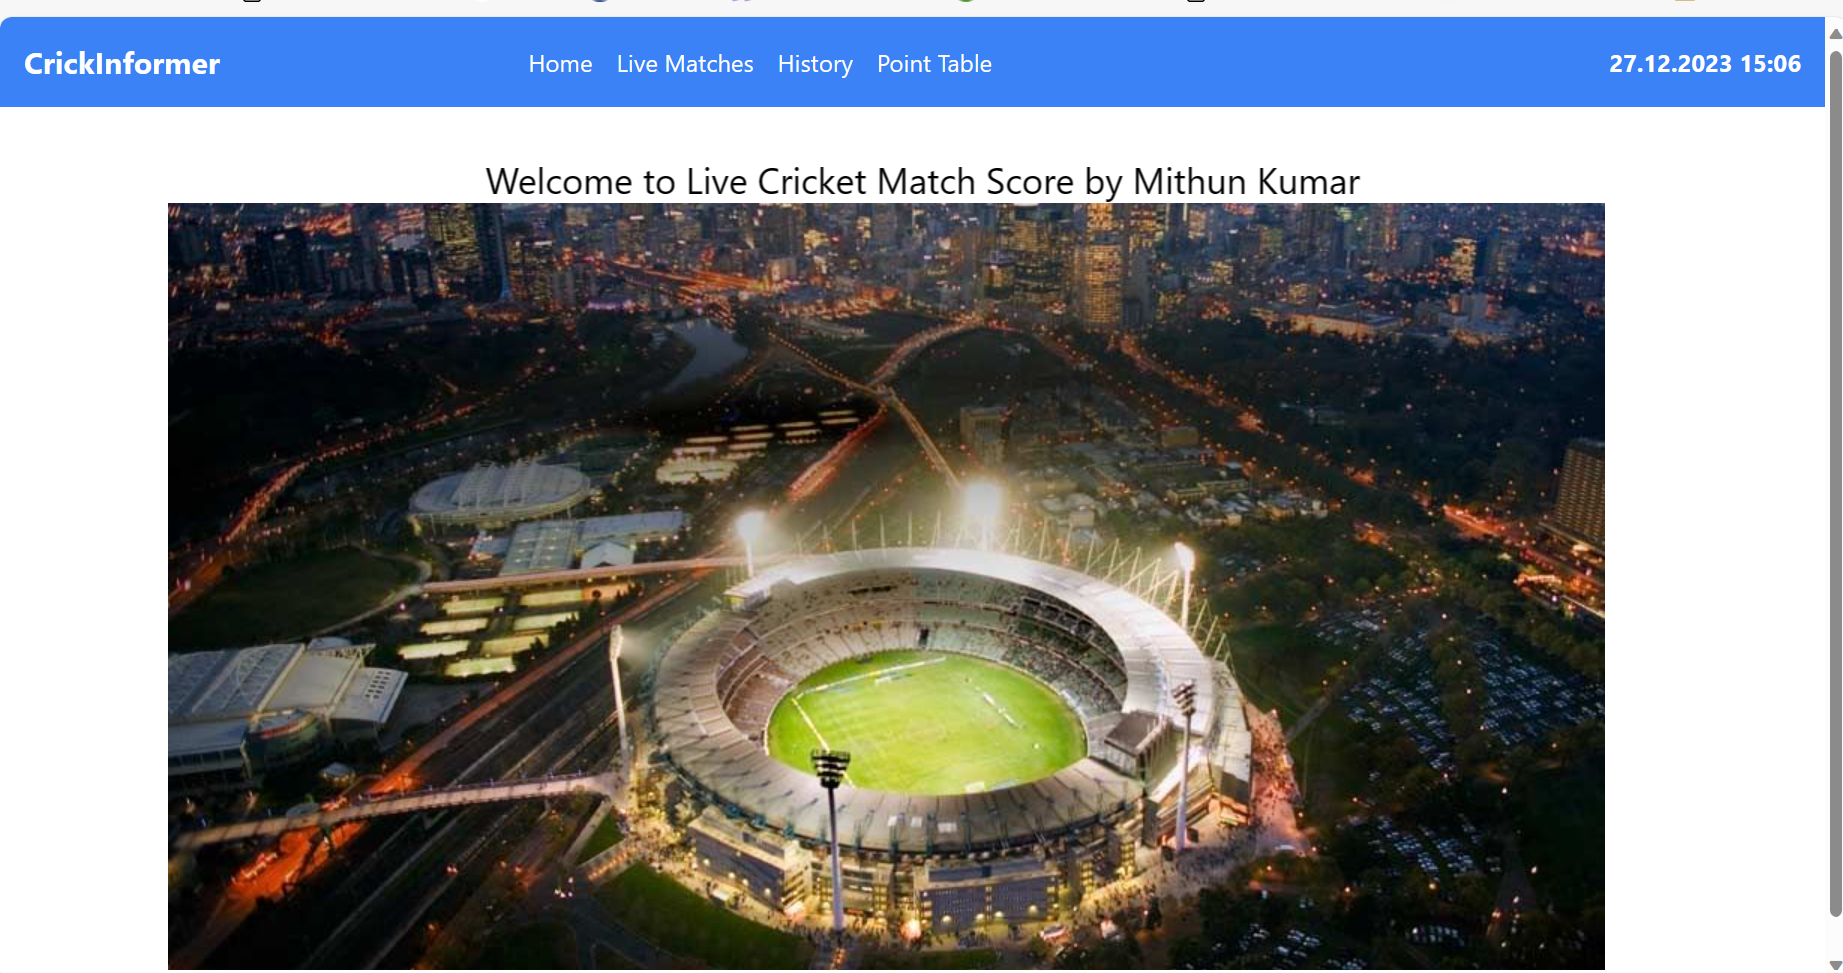 CrickInformer
Home Live Matches History Point Table
27.12.2023 15:06
Welcome to Live Cricket Match Score by Mithun Kumar